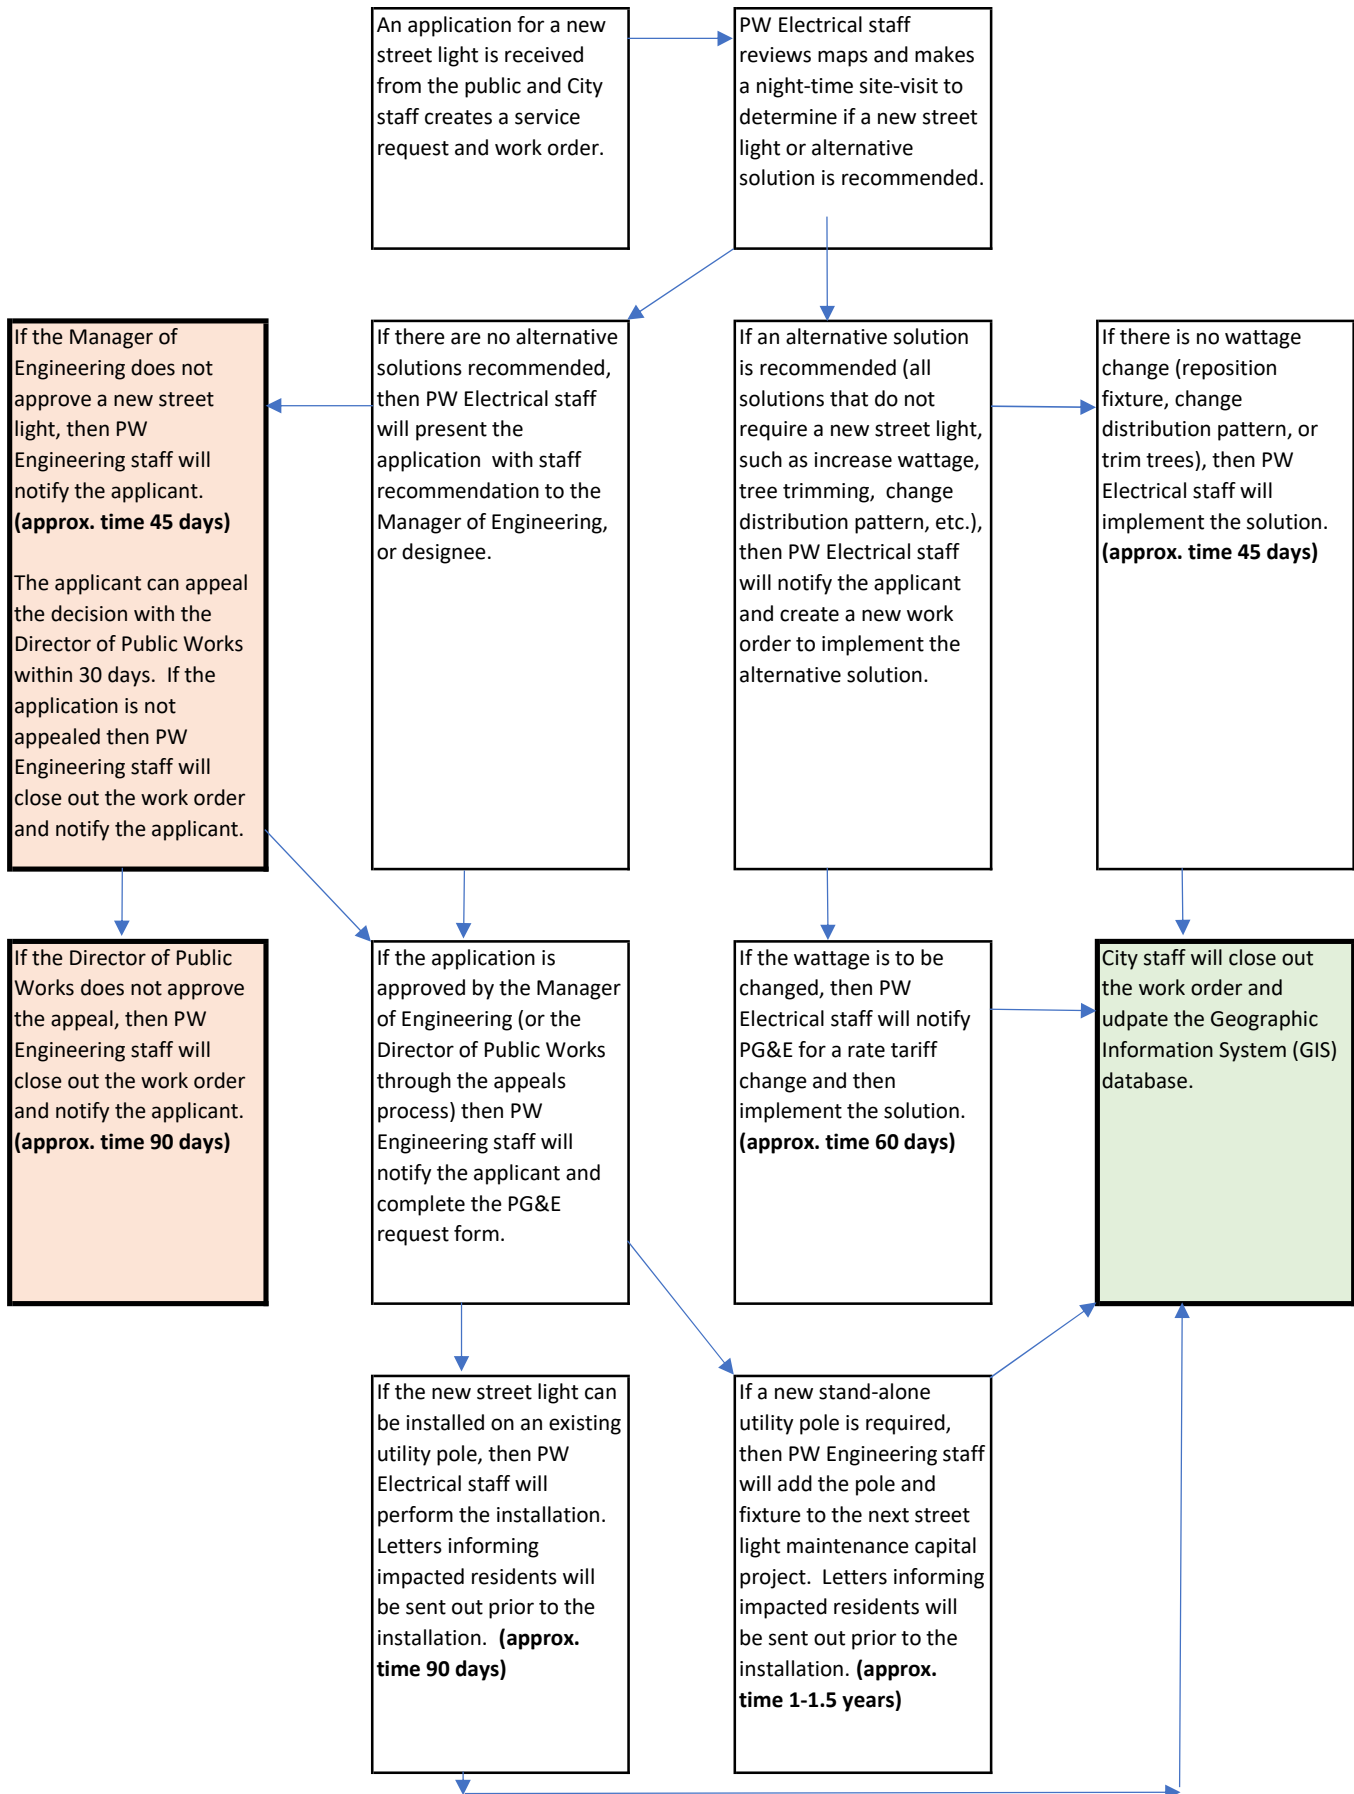 An application for a new
street light is received
from the public and City
staff creates a service
request and work order.
PW Electrical staff
reviews maps and makes
a night-time site-visit to
determine if a new street
light or alternative
solution is recommended.
If the Manager of
Engineering does not
approve a new street
light, then PW
Engineering staff will
notify the applicant.
(approx. time 45 days)
The applicant can appeal
the decision with the
Director of Public Works
within 30 days.  If the
application is not
appealed then PW
Engineering staff will
close out the work order
and notify the applicant.
If there are no alternative
solutions recommended,
then PW Electrical staff
will present the
application  with staff
recommendation to the
Manager of Engineering,
or designee.
If an alternative solution
is recommended (all
solutions that do not
require a new street light,
such as increase wattage,
tree trimming,  change
distribution pattern, etc.),
then PW Electrical staff
will notify the applicant
and create a new work
order to implement the
alternative solution.
If there is no wattage
change (reposition
fixture, change
distribution pattern, or
trim trees), then PW
Electrical staff will
implement the solution.
(approx. time 45 days)
If the Director of Public
Works does not approve
the appeal, then PW
Engineering staff will
close out the work order
and notify the applicant.
(approx. time 90 days)
If the application is
approved by the Manager
of Engineering (or the
Director of Public Works
through the appeals
process) then PW
Engineering staff will
notify the applicant and
complete the PG&E
request form.
If the wattage is to be
changed, then PW
Electrical staff will notify
PG&E for a rate tariff
change and then
implement the solution.
(approx. time 60 days)
City staff will close out
the work order and
udpate the Geographic
Information System (GIS)
database.
If the new street light can
be installed on an existing
utility pole, then PW
Electrical staff will
perform the installation.
Letters informing
impacted residents will
be sent out prior to the
installation.  (approx.
time 90 days)
If a new stand-alone
utility pole is required,
then PW Engineering staff
will add the pole and
fixture to the next street
light maintenance capital
project.  Letters informing
impacted residents will
be sent out prior to the
installation. (approx.
time 1-1.5 years)